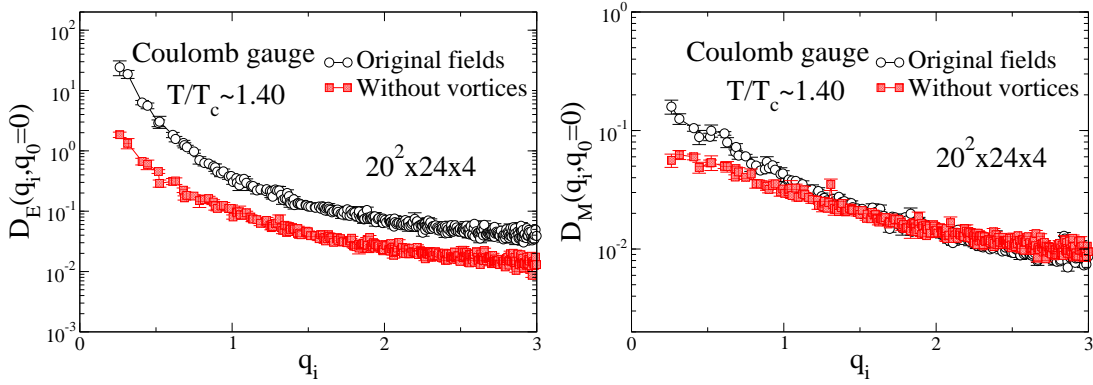 10^2
10^1
10^0
10^-1
10^-2
10^-3
D_E(q_i,q_0=0)
Coulomb gauge
T/T_c~1.40
Original fields
Without vortices
20^2x24x4
0 1 2 3
q_i
10^0
10^-1
10^-2
D_M(q_i,q_0=0)
Coulomb gauge
T/T_c~1.40
Original fields
Without vortices
20^2x24x4
0 1 2 3
q_i